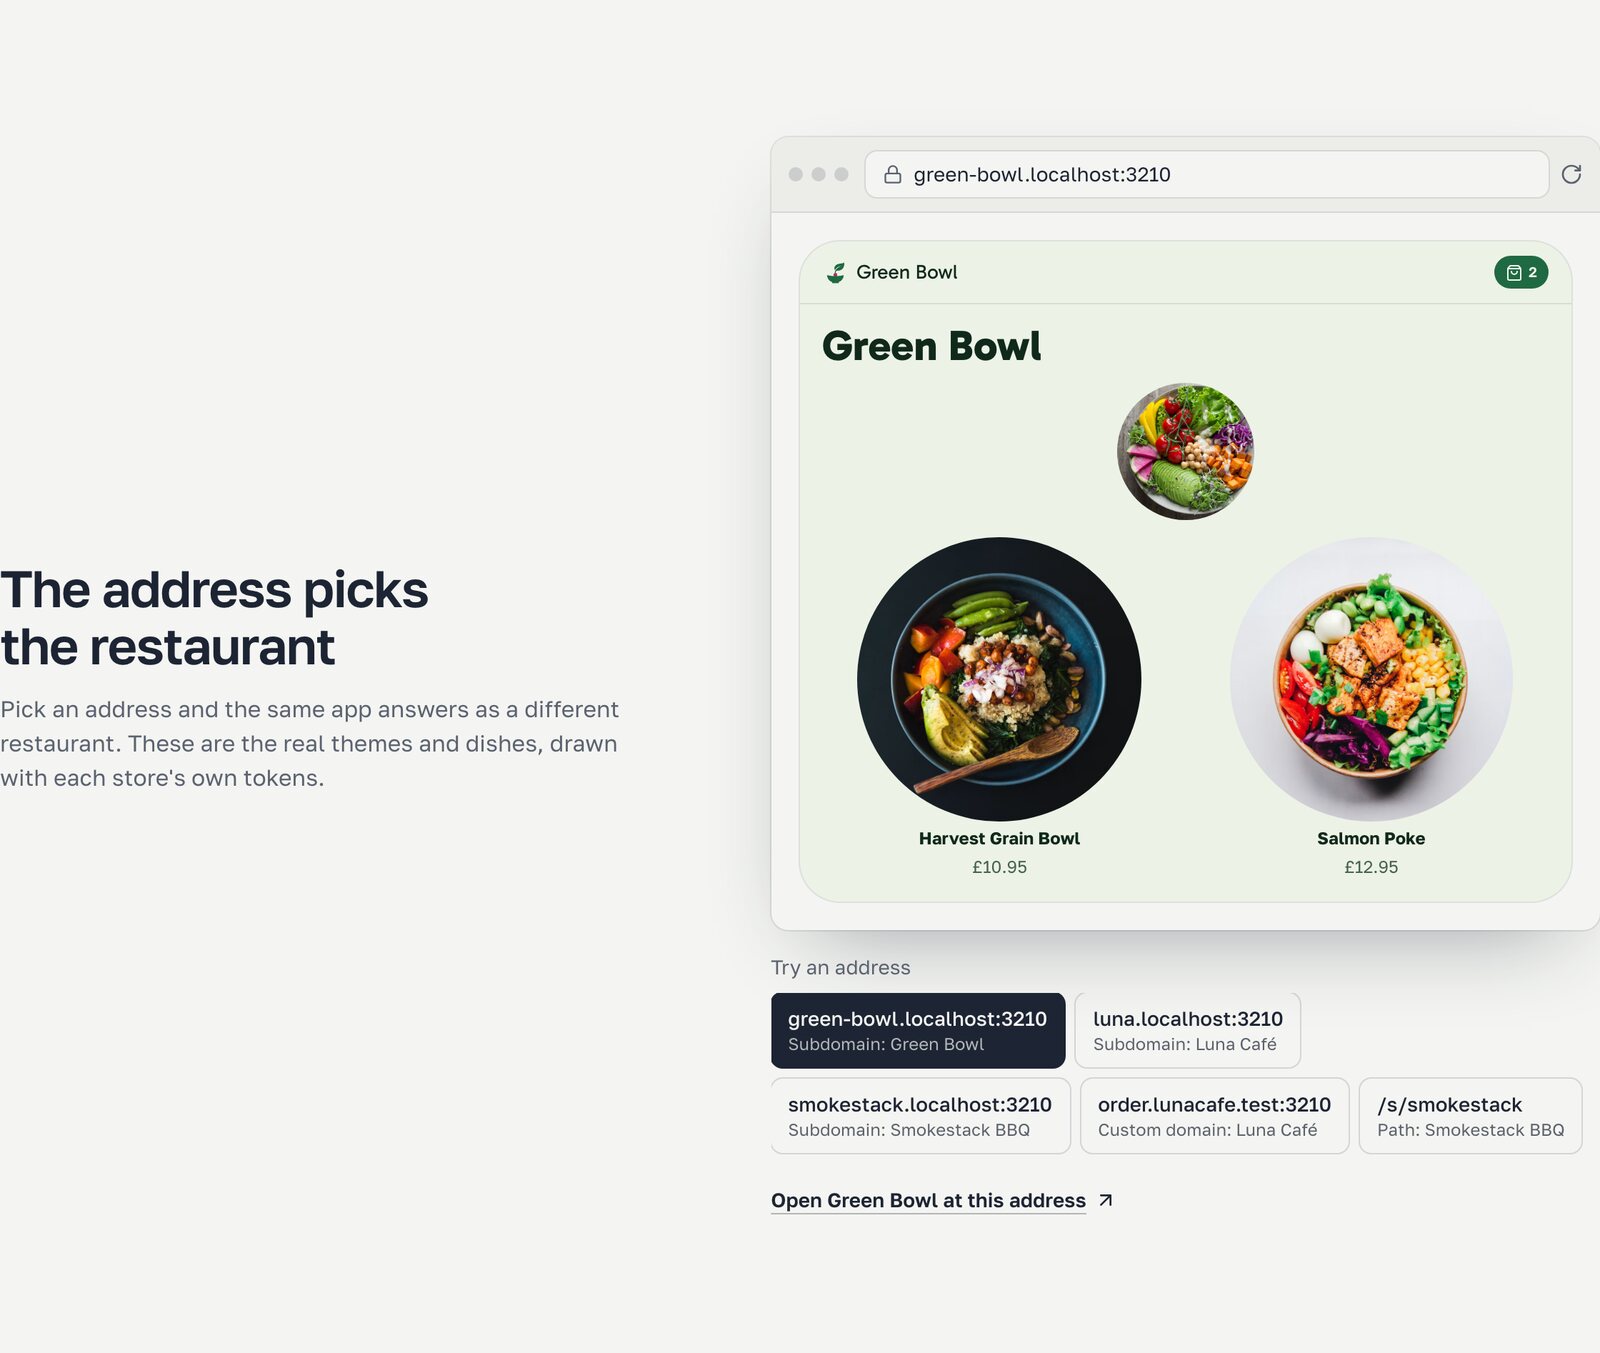 The address picks
the restaurant
Pick an address and the same app answers as a different
restaurant. These are the real themes and dishes, drawn
with each store's own tokens.
green-bowl.localhost:3210
Green Bowl
2
Green Bowl
Harvest Grain Bowl
£10.95
Salmon Poke
£12.95
Try an address
green-bowl.localhost:3210
Subdomain: Green Bowl
luna.localhost:3210
Subdomain: Luna Café
smokestack.localhost:3210
Subdomain: Smokestack BBQ
order.lunacafe.test:3210
Custom domain: Luna Café
/s/smokestack
Path: Smokestack BBQ
Open Green Bowl at this address